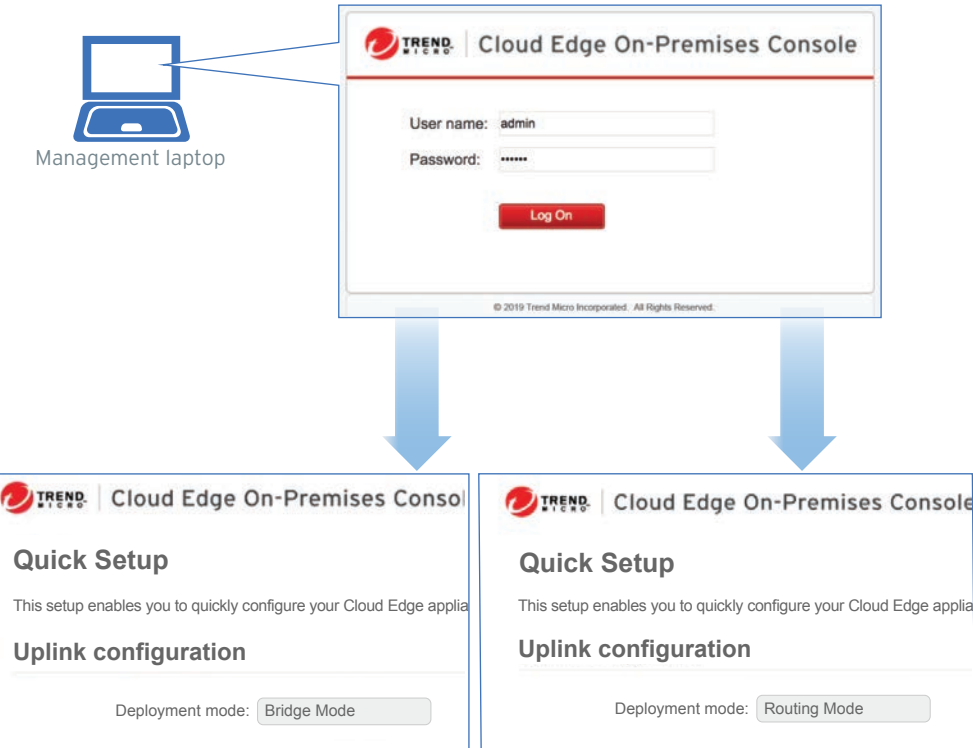 TREND MICRO Cloud Edge On-Premises Console
User name: admin
Password: ••••••
Log On
Management laptop
© 2019 Trend Micro Incorporated. All Rights Reserved.
TREND MICRO Cloud Edge On-Premises Consol
Quick Setup
This setup enables you to quickly configure your Cloud Edge applia
Uplink configuration
Deployment mode: Bridge Mode
TREND MICRO Cloud Edge On-Premises Console
Quick Setup
This setup enables you to quickly configure your Cloud Edge applia
Uplink configuration
Deployment mode: Routing Mode